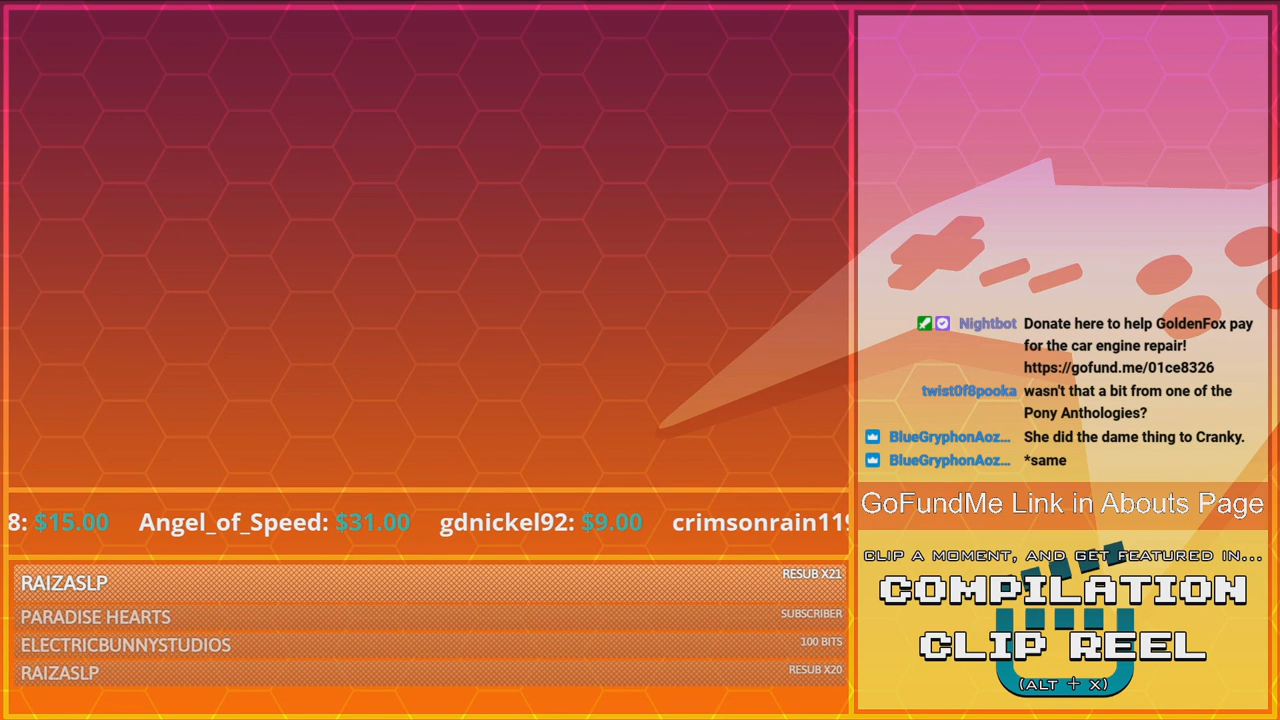 Nightbot Donate here to help GoldenFox pay
for the car engine repair!
https://gofund.me/01ce8326
twist0f8pooka wasn't that a bit from one of the
Pony Anthologies?
BlueGryphonAoz... She did the dame thing to Cranky.
BlueGryphonAoz... *same
GoFundMe Link in Abouts Page
8: $15.00 Angel_of_Speed: $31.00 gdnickel92: $9.00 crimsonrain119
CLIP A MOMENT, AND GET FEATURED IN...
COMPILATION
CLIP REEL
(ALT + X)
RAIZASLP RESUB X21
PARADISE HEARTS SUBSCRIBER
ELECTRICBUNNYSTUDIOS 100 BITS
RAIZASLP RESUB X20